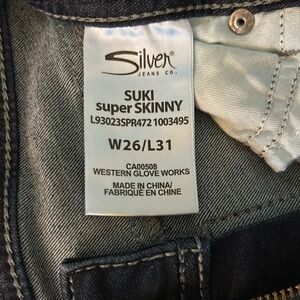 Silver
JEANS CO.
SUKI
super SKINNY
L93023SPR472 1003495
W26/L31
CA00508
WESTERN GLOVE WORKS
MADE IN CHINA/
FABRIQUÉ EN CHINE